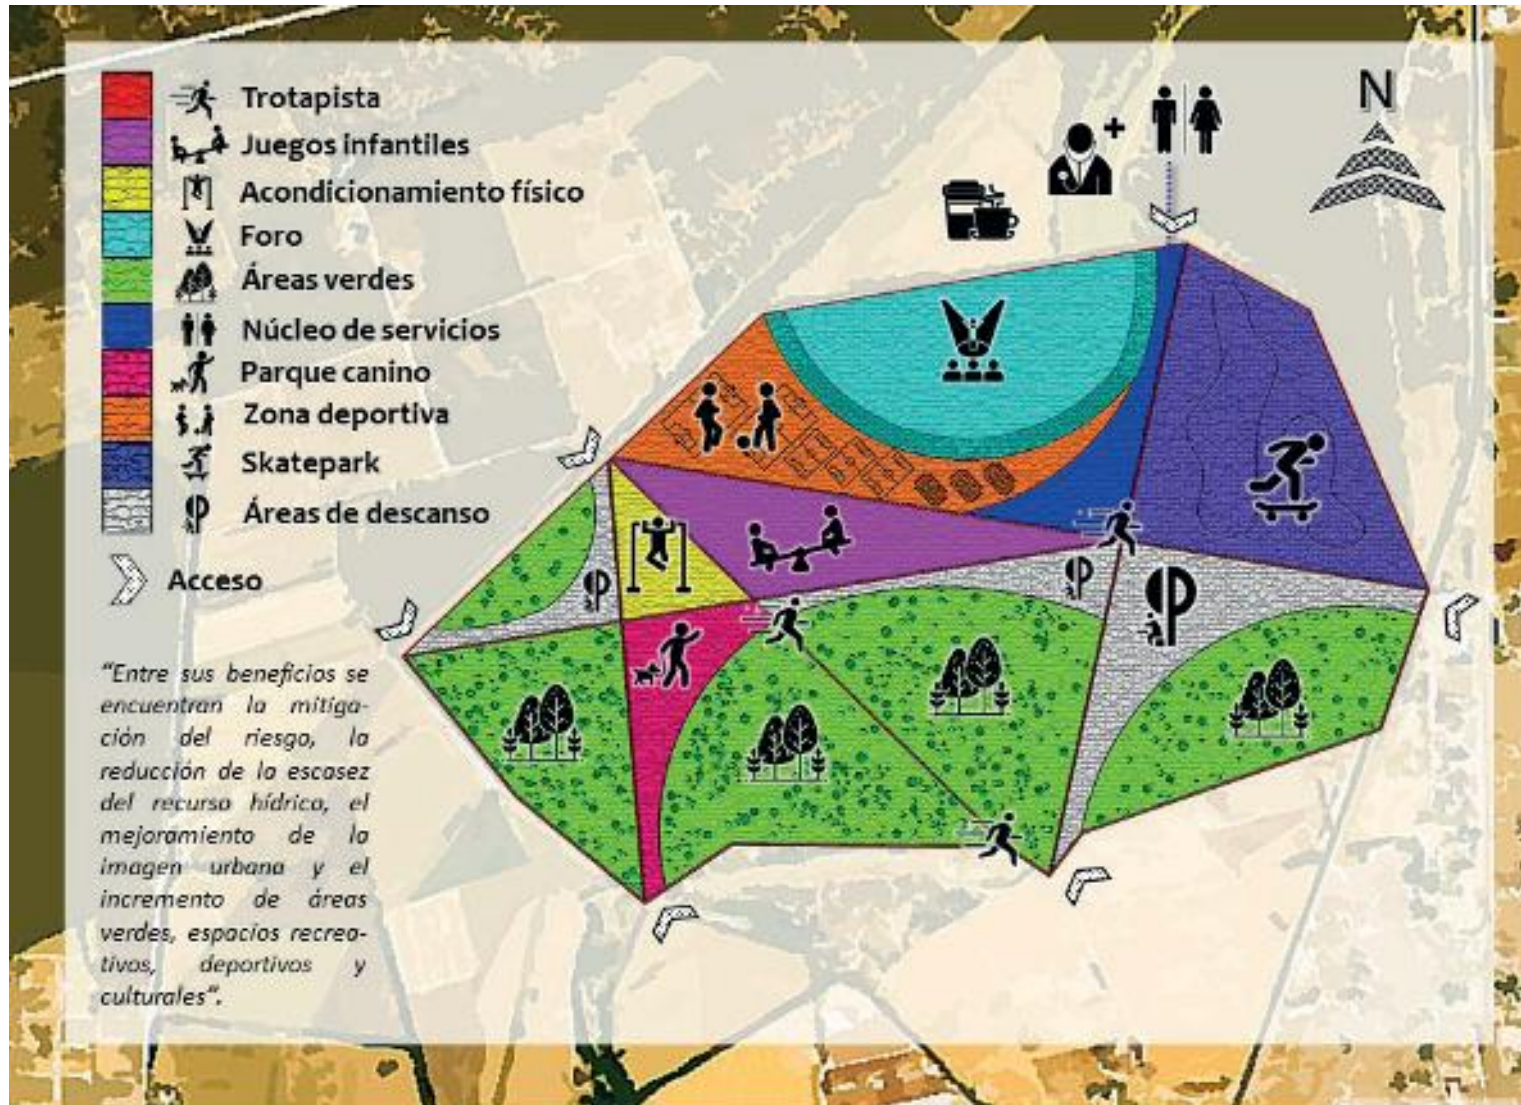 Trotapista
Juegos infantiles
Acondicionamiento físico
Foro
Áreas verdes
Núcleo de servicios
Parque canino
Zona deportiva
Skatepark
Áreas de descanso
Acceso
N
“Entre sus beneficios se
encuentran la mitiga-
ción del riesgo, la
reducción de la escasez
del recurso hídrico, el
mejoramiento de la
imagen urbana y el
incremento de áreas
verdes, espacios recrea-
tivos, deportivos y
culturales“.